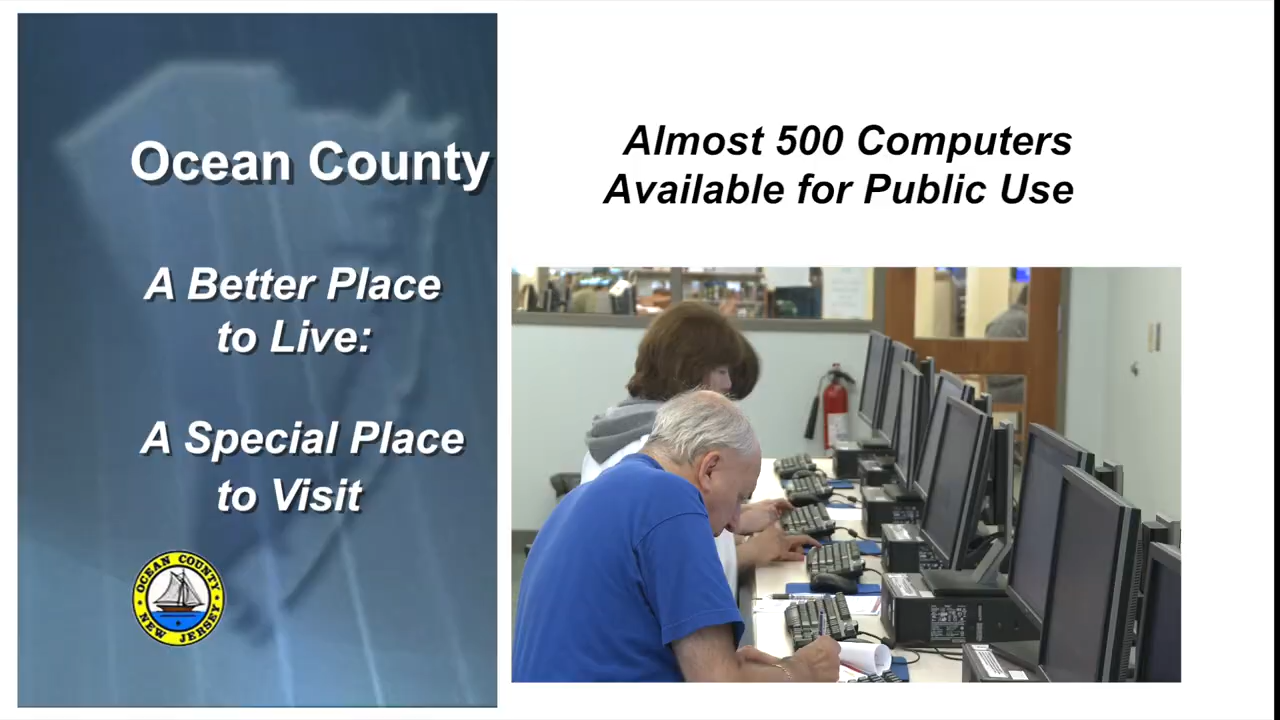 Ocean County
A Better Place
to Live:
A Special Place
to Visit
OCEAN COUNTY
NEW JERSEY
Almost 500 Computers
Available for Public Use